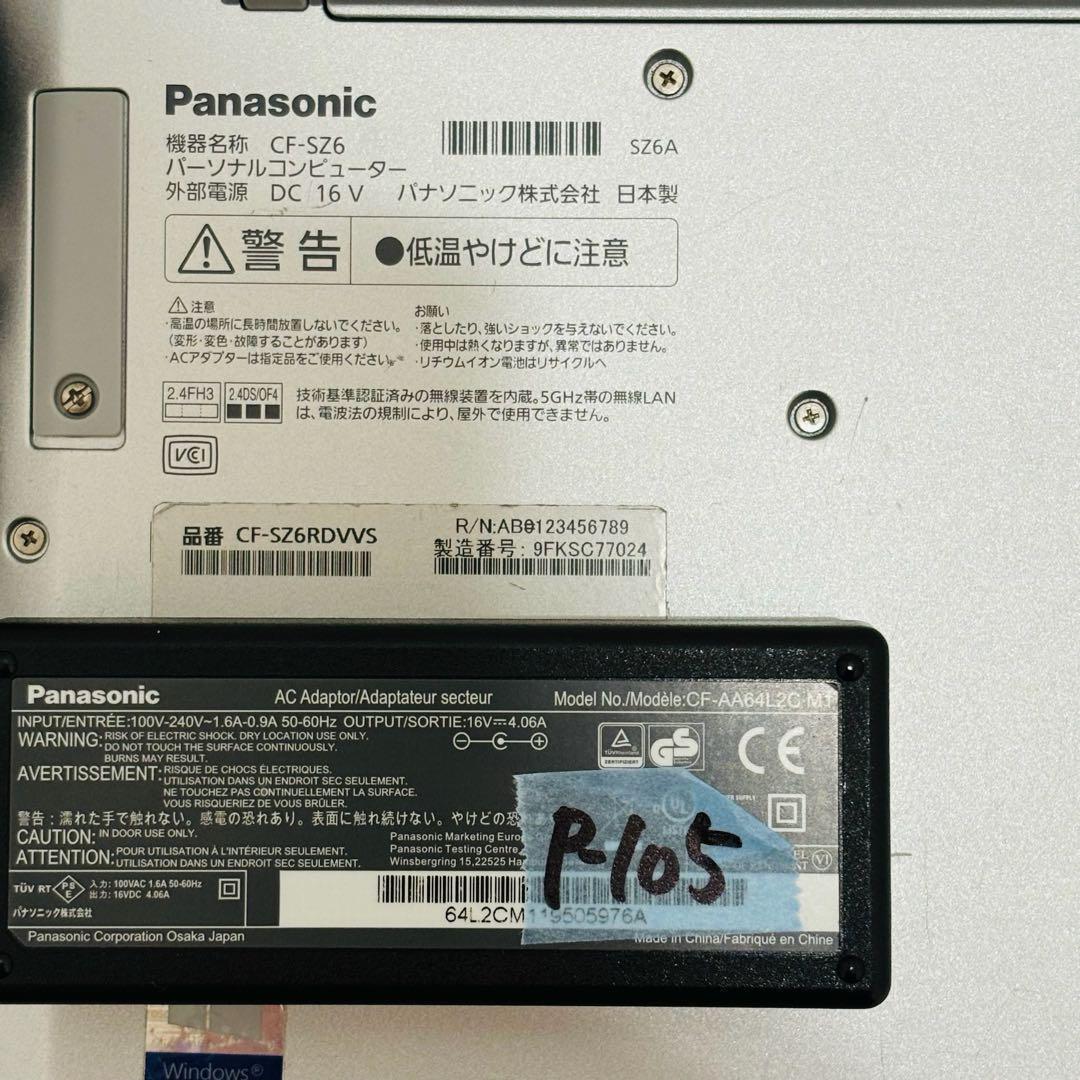 Panasonic
機器名称 CF-SZ6
SZ6A
パーソナルコンピューター
外部電源 DC 16 V パナソニック株式会社 日本製
警告 ●低温やけどに注意
注意
・高温の場所に長時間放置しないでください。
(変形・変色・故障することがあります)
・ACアダプターは指定品をご使用ください。
お願い
・落としたり、強いショックを与えないでください。
・使用中は熱くなりますが、異常ではありません。
・リチウムイオン電池はリサイクルへ
2.4FH3 2.4DS/OF4
技術基準認証済みの無線装置を内蔵。5GHz帯の無線LAN
は、電波法の規制により、屋外で使用できません。
VCI
品番 CF-SZ6RDVVS
R/N:AB0123456789
製造番号: 9FKSC77024
Panasonic AC Adaptor/Adaptateur secteur Model No./Modèle:CF-AA64L2C M1
INPUT/ENTRÉE:100V-240V~1.6A-0.9A 50-60Hz OUTPUT/SORTIE:16V⎓4.06A
WARNING: RISK OF ELECTRIC SHOCK. DRY LOCATION USE ONLY.
DO NOT TOUCH THE SURFACE CONTINUOUSLY.
BURNS MAY RESULT.
AVERTISSEMENT: RISQUE DE CHOCS ÉLECTRIQUES.
UTILISATION DANS UN ENDROIT SEC SEULEMENT.
NE TOUCHEZ PAS CONTINUELLEMENT LA SURFACE.
VOUS RISQUERIEZ DE VOUS BRÛLER.
警告:濡れた手で触れない。感電の恐れあり。表面に触れ続けない。やけどの恐
CAUTION: IN DOOR USE ONLY.
ATTENTION: POUR UTILISATION À L'INTÉRIEUR SEULEMENT.
UTILISATION DANS UN ENDROIT SEC SEULEMENT.
Panasonic Marketing Euro
Panasonic Testing Centre
Winsbergring 15,22525
TÜVRheinland
ZERTIFIZIERT
GS
CE
UL
VI
P-105
TÜV RT PSE 入力: 100VAC 1.6A 50-60Hz
出力: 16VDC 4.06A
パナソニック株式会社
64L2CM119505976A
Panasonic Corporation Osaka Japan
Made in China/Fabriqué en Chine
Windows®